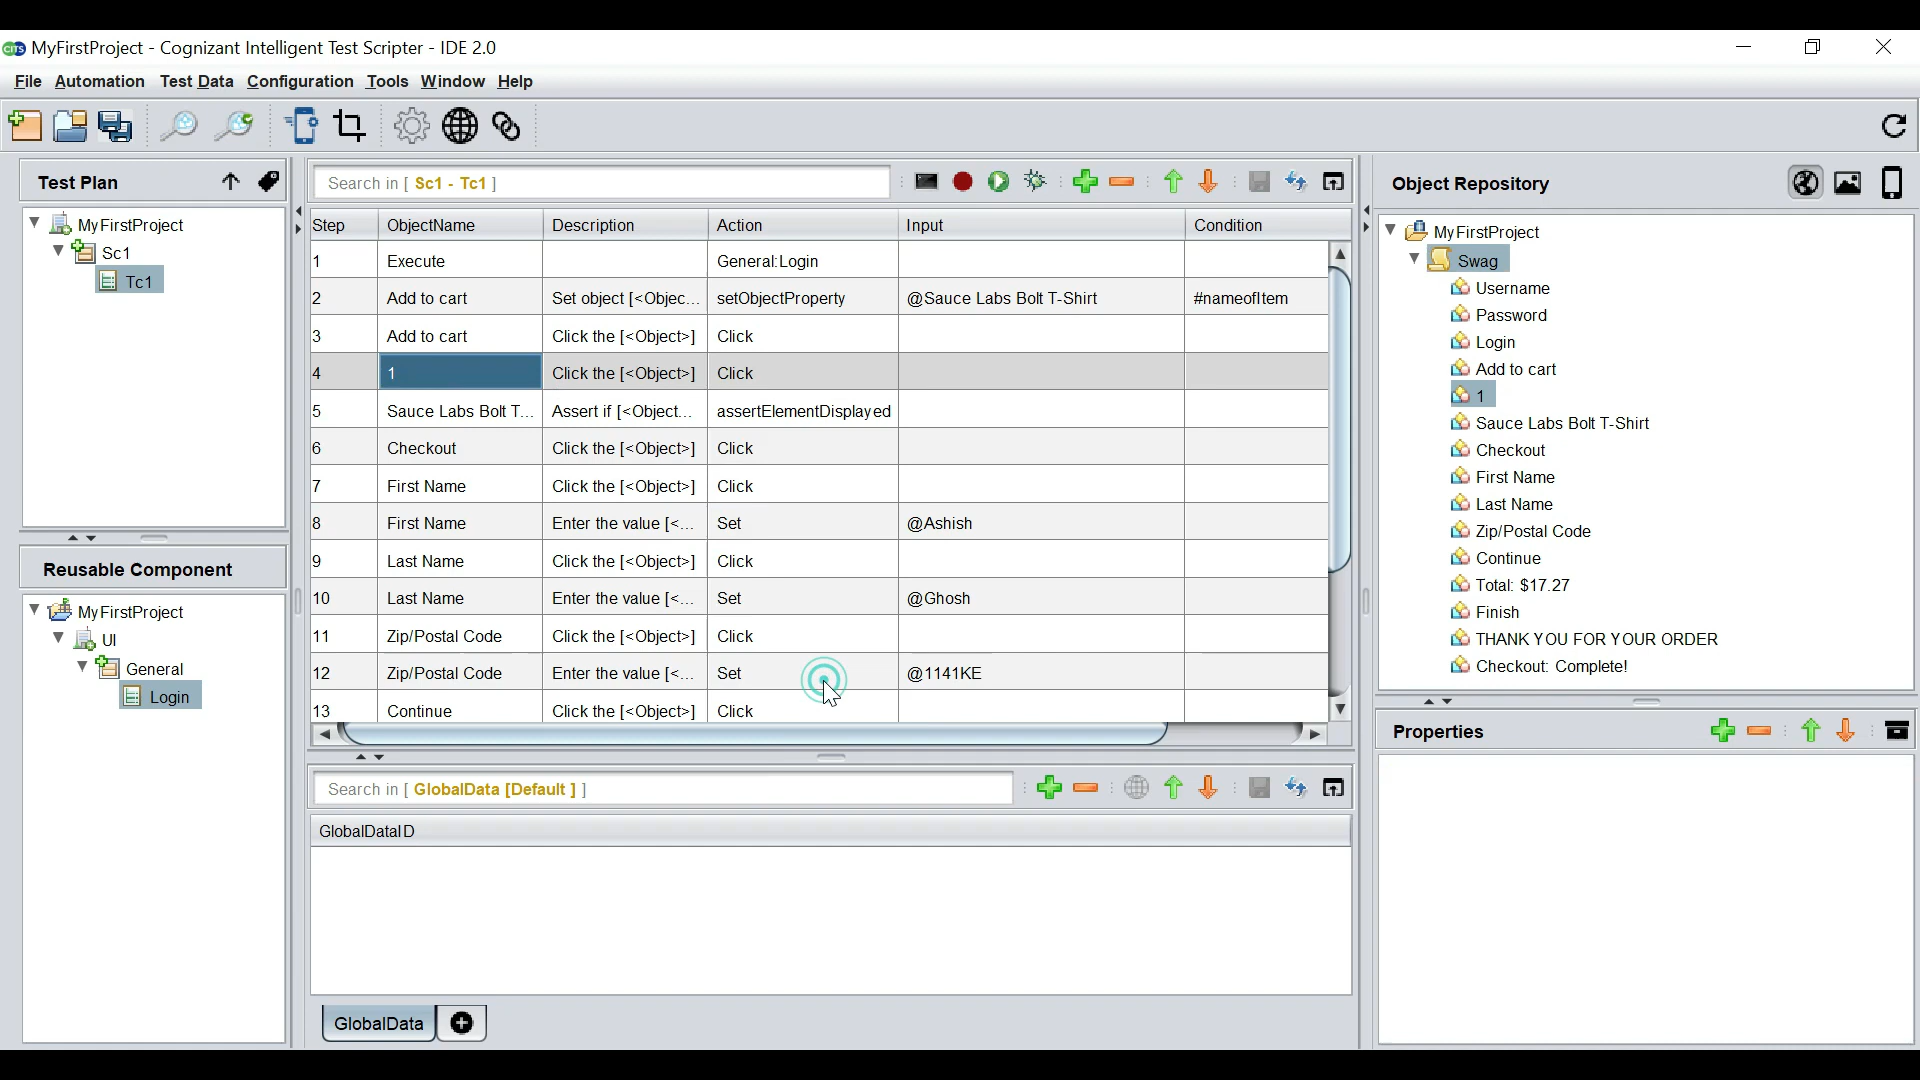 CITS MyFirstProject - Cognizant Intelligent Test Scripter - IDE 2.0
File Automation Test Data Configuration Tools Window Help
Test Plan
MyFirstProject
Sc1
Tc1
Reusable Component
MyFirstProject
UI
General
Login
Search in [ Sc1 - Tc1 ]
Step ObjectName Description Action Input Condition
1 Execute General:Login
2 Add to cart Set object [<Objec... setObjectProperty @Sauce Labs Bolt T-Shirt #nameofItem
3 Add to cart Click the [<Object>] Click
4 1 Click the [<Object>] Click
5 Sauce Labs Bolt T... Assert if [<Object... assertElementDisplayed
6 Checkout Click the [<Object>] Click
7 First Name Click the [<Object>] Click
8 First Name Enter the value [<... Set @Ashish
9 Last Name Click the [<Object>] Click
10 Last Name Enter the value [<... Set @Ghosh
11 Zip/Postal Code Click the [<Object>] Click
12 Zip/Postal Code Enter the value [<... Set @1141KE
13 Continue Click the [<Object>] Click
Search in [ GlobalData [Default ] ]
GlobalDataID
GlobalData
Object Repository
MyFirstProject
Swag
Username
Password
Login
Add to cart
1
Sauce Labs Bolt T-Shirt
Checkout
First Name
Last Name
Zip/Postal Code
Continue
Total: $17.27
Finish
THANK YOU FOR YOUR ORDER
Checkout: Complete!
Properties